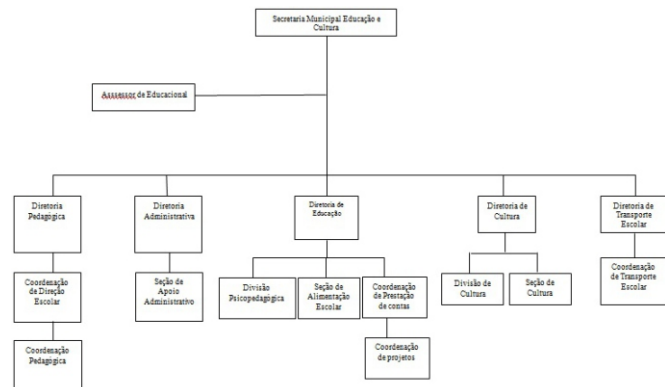 Secretaria Municipal Educação e
Cultura
Asssessor de Educacional
Diretoria
Pedagógica
Diretoria
Administrativa
Diretoria de
Educação
Diretoria de
Cultura
Diretoria de
Transporte
Escolar
Coordenação
de Direção
Escolar
Seção de
Apoio
Administrativo
Divisão
Psicopedagógica
Seção de
Alimentação
Escolar
Coordenação
de Prestação
de contas
Divisão de
Cultura
Seção de
Cultura
Coordenação
de Transporte
Escolar
Coordenação
Pedagógica
Coordenação
de projetos